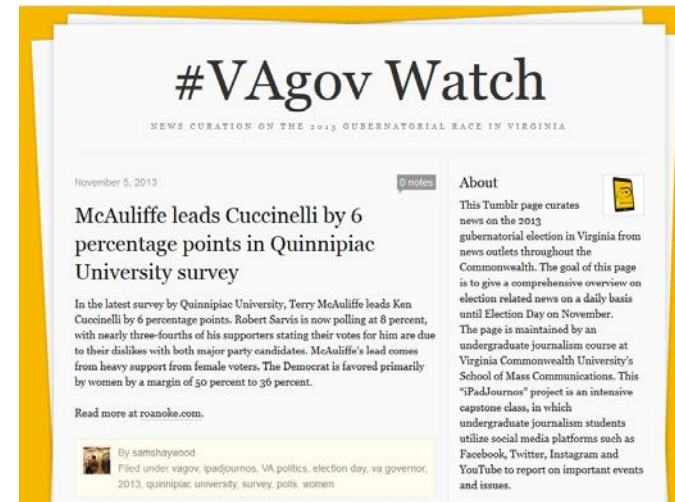 #VAgov Watch
NEWS CURATION ON THE 2013 GUBERNATORIAL RACE IN VIRGINIA
November 5, 2013
0 notes
McAuliffe leads Cuccinelli by 6
percentage points in Quinnipiac
University survey
In the latest survey by Quinnipiac University, Terry McAuliffe leads Ken
Cuccinelli by 6 percentage points. Robert Sarvis is now polling at 8 percent,
with nearly three-fourths of his supporters stating their votes for him are due
to their dislikes with both major party candidates. McAuliffe's lead comes
from heavy support from female voters. The Democrat is favored primarily
by women by a margin of 50 percent to 36 percent.
Read more at roanoke.com.
By samshaywood
Filed under vagov, ipadjournos, VA politics, election day, va governor,
2013, quinnipiac university, survey, polls, women
About
This Tumblr page curates
news on the 2013
gubernatorial election in Virginia from
news outlets throughout the
Commonwealth. The goal of this page
is to give a comprehensive overview on
election related news on a daily basis
until Election Day on November.
The page is maintained by an
undergraduate journalism course at
Virginia Commonwealth University's
School of Mass Communications. This
"iPadJournos" project is an intensive
capstone class, in which
undergraduate journalism students
utilize social media platforms such as
Facebook, Twitter, Instagram and
YouTube to report on important events
and issues.